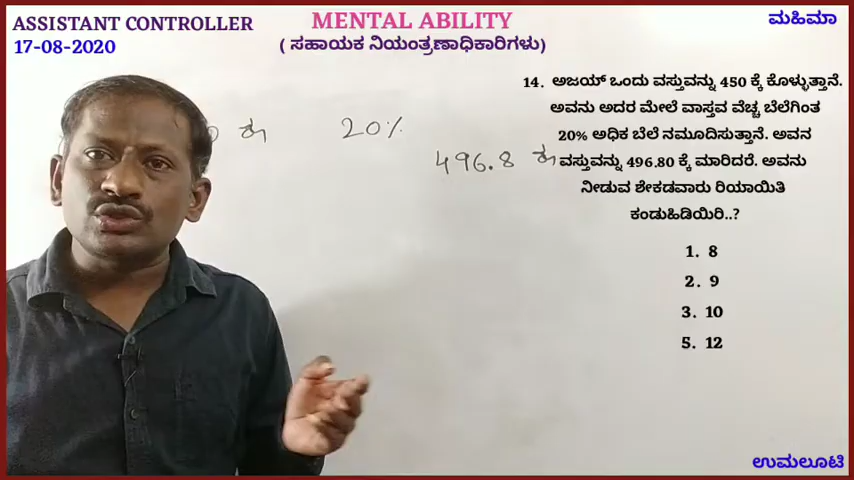 ASSISTANT CONTROLLER
17-08-2020
MENTAL ABILITY
( ಸಹಾಯಕ ನಿಯಂತ್ರಣಾಧಿಕಾರಿಗಳು)
ಮಹಿಮಾ
14. ಅಜಯ್ ಒಂದು ವಸ್ತುವನ್ನು 450 ಕ್ಕೆ ಕೊಳ್ಳುತ್ತಾನೆ.
ಅವನು ಅದರ ಮೇಲೆ ವಾಸ್ತವ ವೆಚ್ಚ ಬೆಲೆಗಿಂತ
20% ಅಧಿಕ ಬೆಲೆ ನಮೂದಿಸುತ್ತಾನೆ. ಅವನ
ವಸ್ತುವನ್ನು 496.80 ಕ್ಕೆ ಮಾರಿದರೆ. ಅವನು
ನೀಡುವ ಶೇಕಡವಾರು ರಿಯಾಯಿತಿ
ಕಂಡುಹಿಡಿಯಿರಿ..?
1. 8
2. 9
3. 10
5. 12
0 ರೂ 20%
496.8 ರೂ
ಉಮಲೂಟಿ